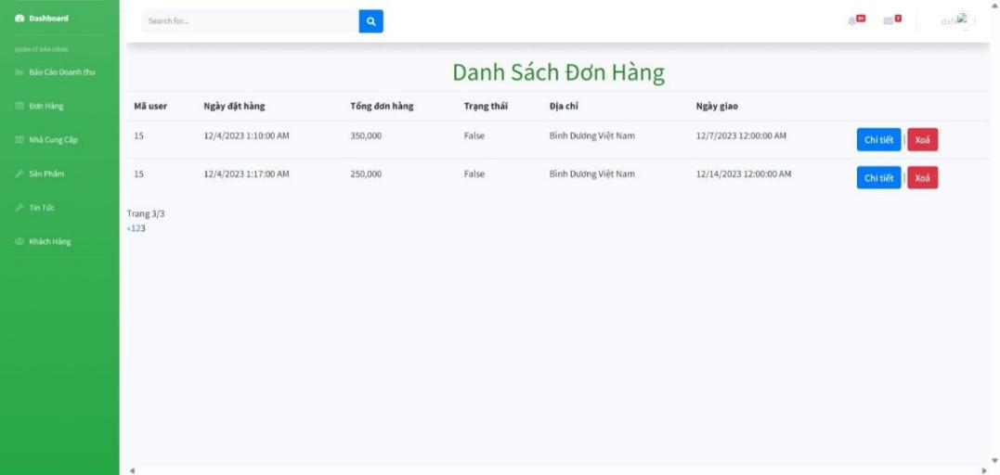 Dashboard
QUẢN LÝ BÁN HÀNG
Báo Cáo Doanh thu
Đơn Hàng
Nhà Cung Cấp
Sản Phẩm
Tin Tức
Khách Hàng
Search for...
3+
7
Danh Sách Đơn Hàng
Mã user Ngày đặt hàng Tổng đơn hàng Trạng thái Địa chỉ Ngày giao
15 12/4/2023 1:10:00 AM 350,000 False Bình Dương Việt Nam 12/7/2023 12:00:00 AM Chi tiết | Xoá
15 12/4/2023 1:17:00 AM 250,000 False Bình Dương Việt Nam 12/14/2023 12:00:00 AM Chi tiết | Xoá
Trang 3/3
«123